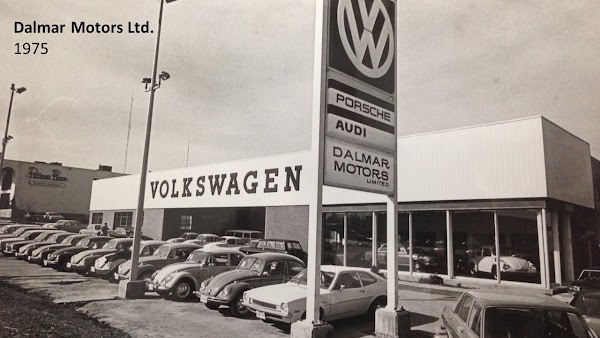 Dalmar Motors Ltd.
1975
VW
PORSCHE
AUDI
DALMAR
MOTORS
LIMITED
VOLKSWAGEN